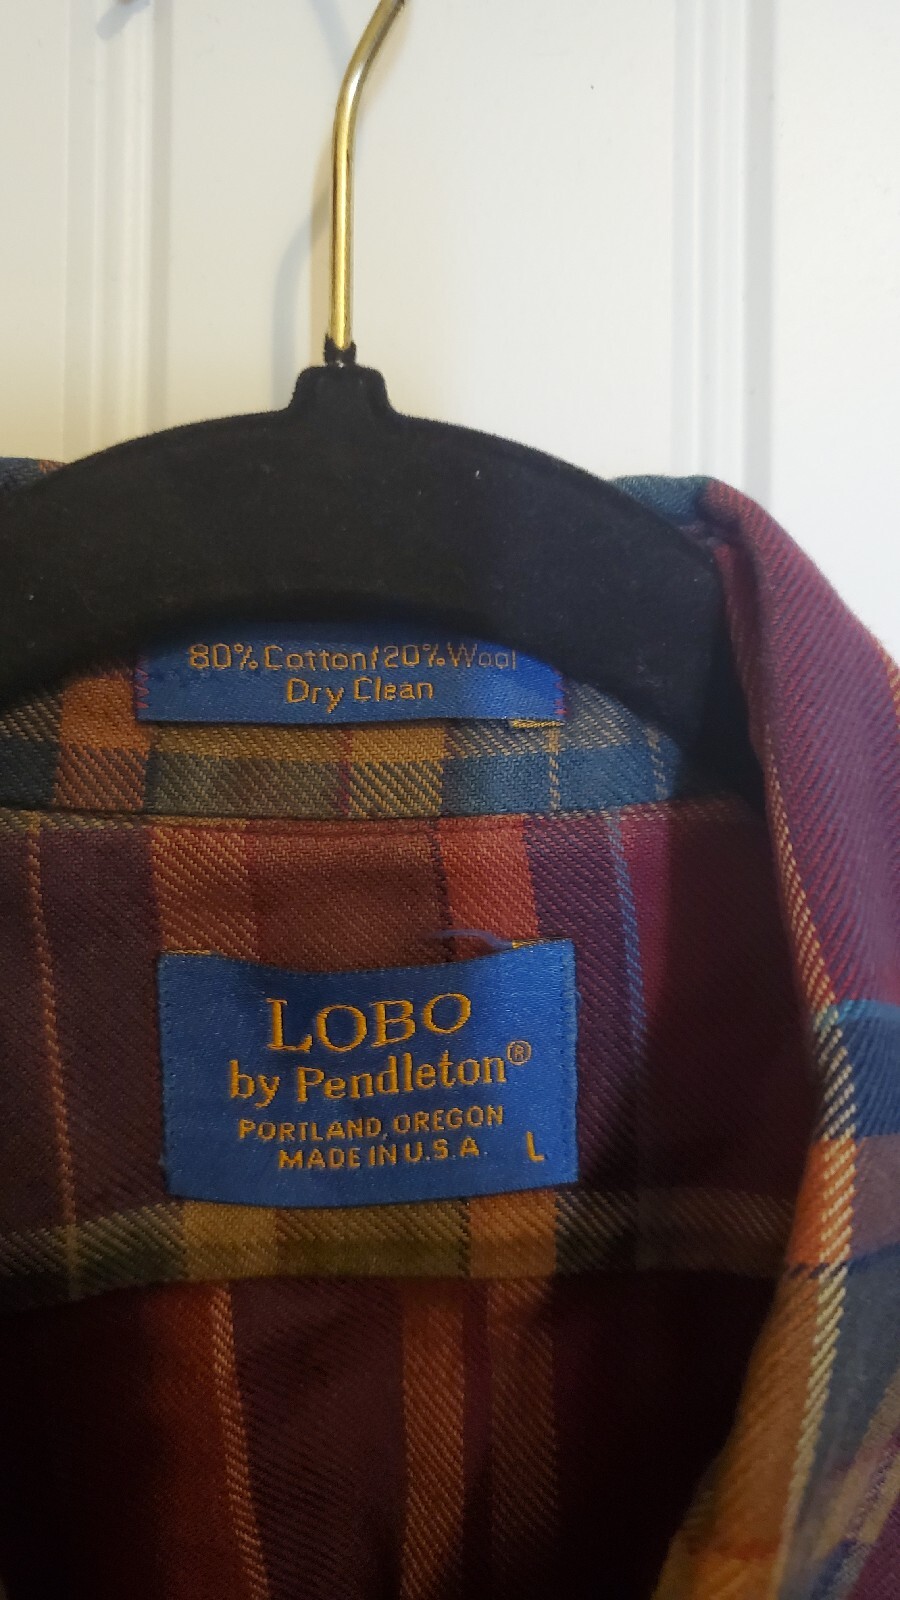 80% Cotton/20% Wool
Dry Clean
LOBO
by Pendleton®
PORTLAND, OREGON
MADE IN U.S.A. L